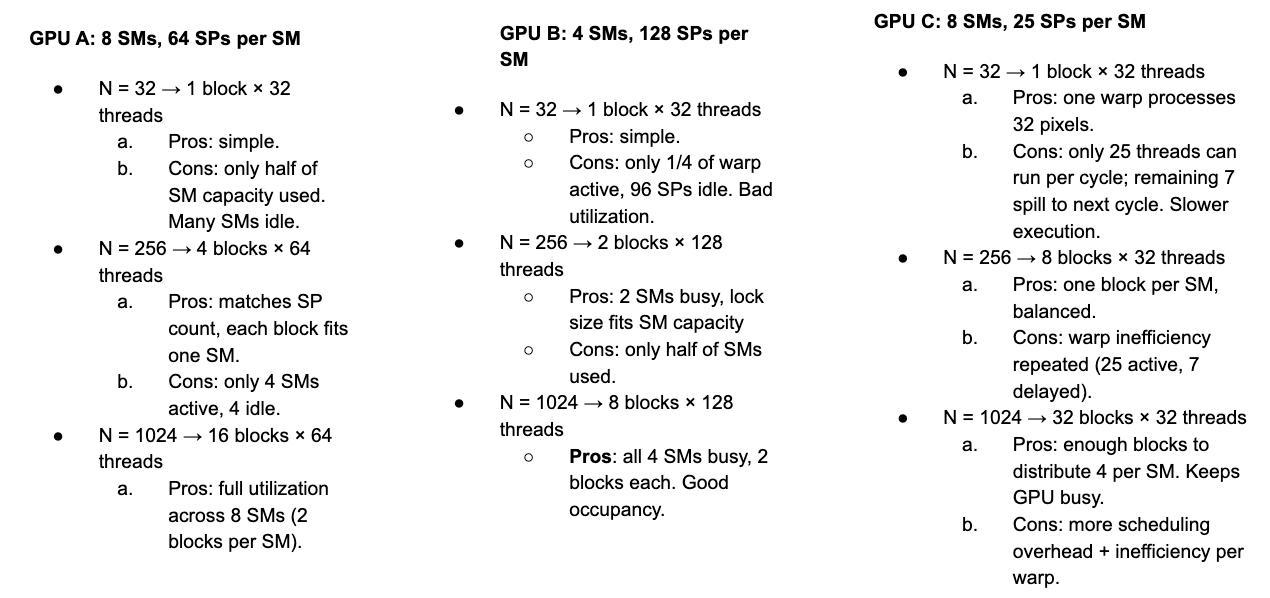 GPU A: 8 SMs, 64 SPs per SM
● N = 32 → 1 block × 32
threads
a. Pros: simple.
b. Cons: only half of
SM capacity used.
Many SMs idle.
● N = 256 → 4 blocks × 64
threads
a. Pros: matches SP
count, each block fits
one SM.
b. Cons: only 4 SMs
active, 4 idle.
● N = 1024 → 16 blocks × 64
threads
a. Pros: full utilization
across 8 SMs (2
blocks per SM).
GPU B: 4 SMs, 128 SPs per
SM
● N = 32 → 1 block × 32 threads
○ Pros: simple.
○ Cons: only 1/4 of warp
active, 96 SPs idle. Bad
utilization.
● N = 256 → 2 blocks × 128
threads
○ Pros: 2 SMs busy, lock
size fits SM capacity
○ Cons: only half of SMs
used.
● N = 1024 → 8 blocks × 128
threads
○ Pros: all 4 SMs busy, 2
blocks each. Good
occupancy.
GPU C: 8 SMs, 25 SPs per SM
● N = 32 → 1 block × 32 threads
a. Pros: one warp processes
32 pixels.
b. Cons: only 25 threads can
run per cycle; remaining 7
spill to next cycle. Slower
execution.
● N = 256 → 8 blocks × 32 threads
a. Pros: one block per SM,
balanced.
b. Cons: warp inefficiency
repeated (25 active, 7
delayed).
● N = 1024 → 32 blocks × 32 threads
a. Pros: enough blocks to
distribute 4 per SM. Keeps
GPU busy.
b. Cons: more scheduling
overhead + inefficiency per
warp.